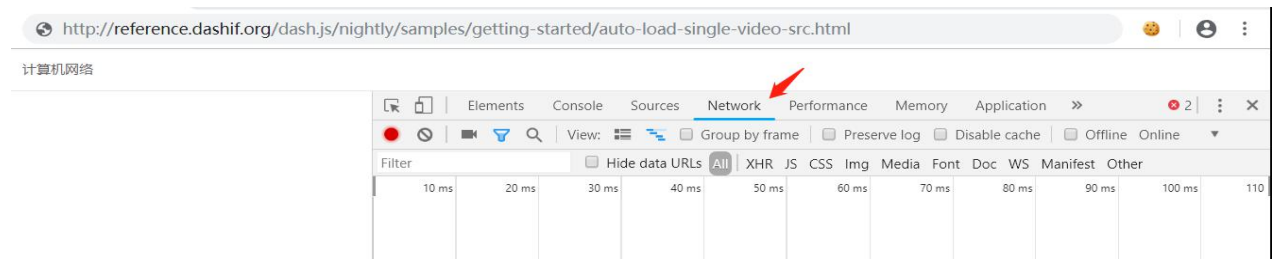 http://reference.dashif.org/dash.js/nightly/samples/getting-started/auto-load-single-video-src.html
计算机网络
Elements Console Sources Network Performance Memory Application » 2
View: Group by frame Preserve log Disable cache Offline Online
Filter Hide data URLs All XHR JS CSS Img Media Font Doc WS Manifest Other
10 ms 20 ms 30 ms 40 ms 50 ms 60 ms 70 ms 80 ms 90 ms 100 ms 110